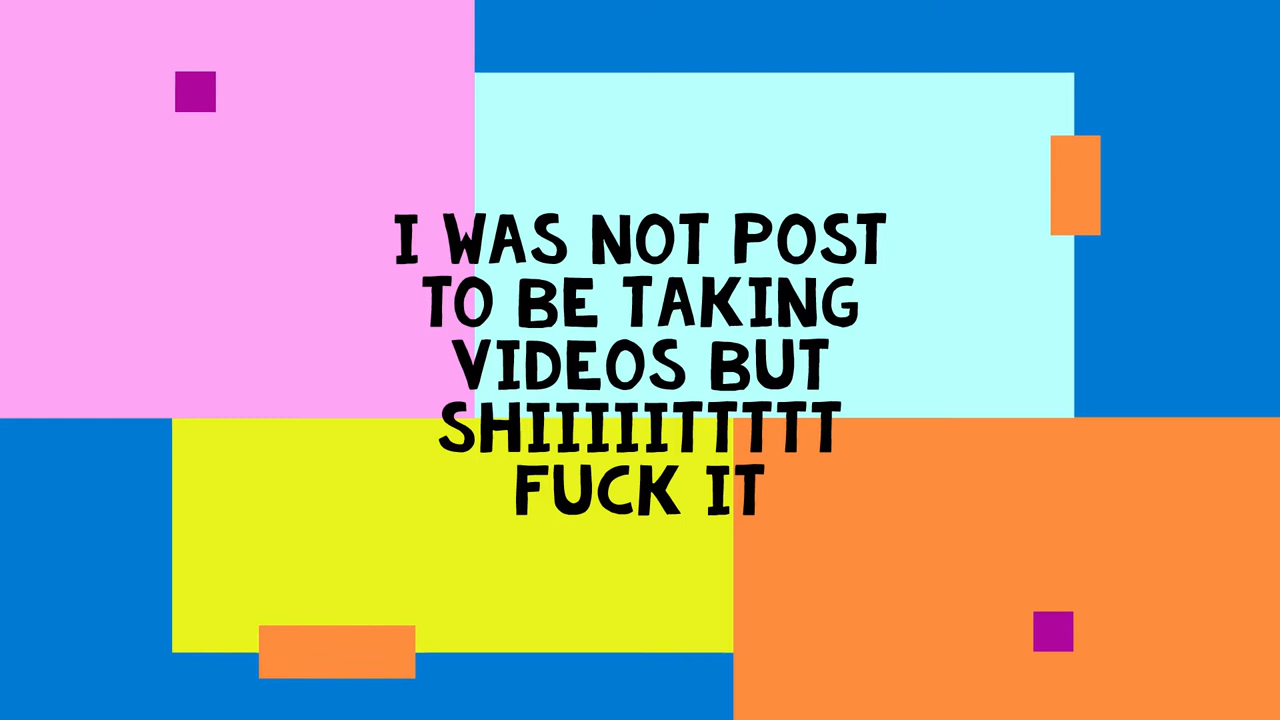 I WAS NOT POST
TO BE TAKING
VIDEOS BUT
SHIIIIIITTTTT
FUCK IT